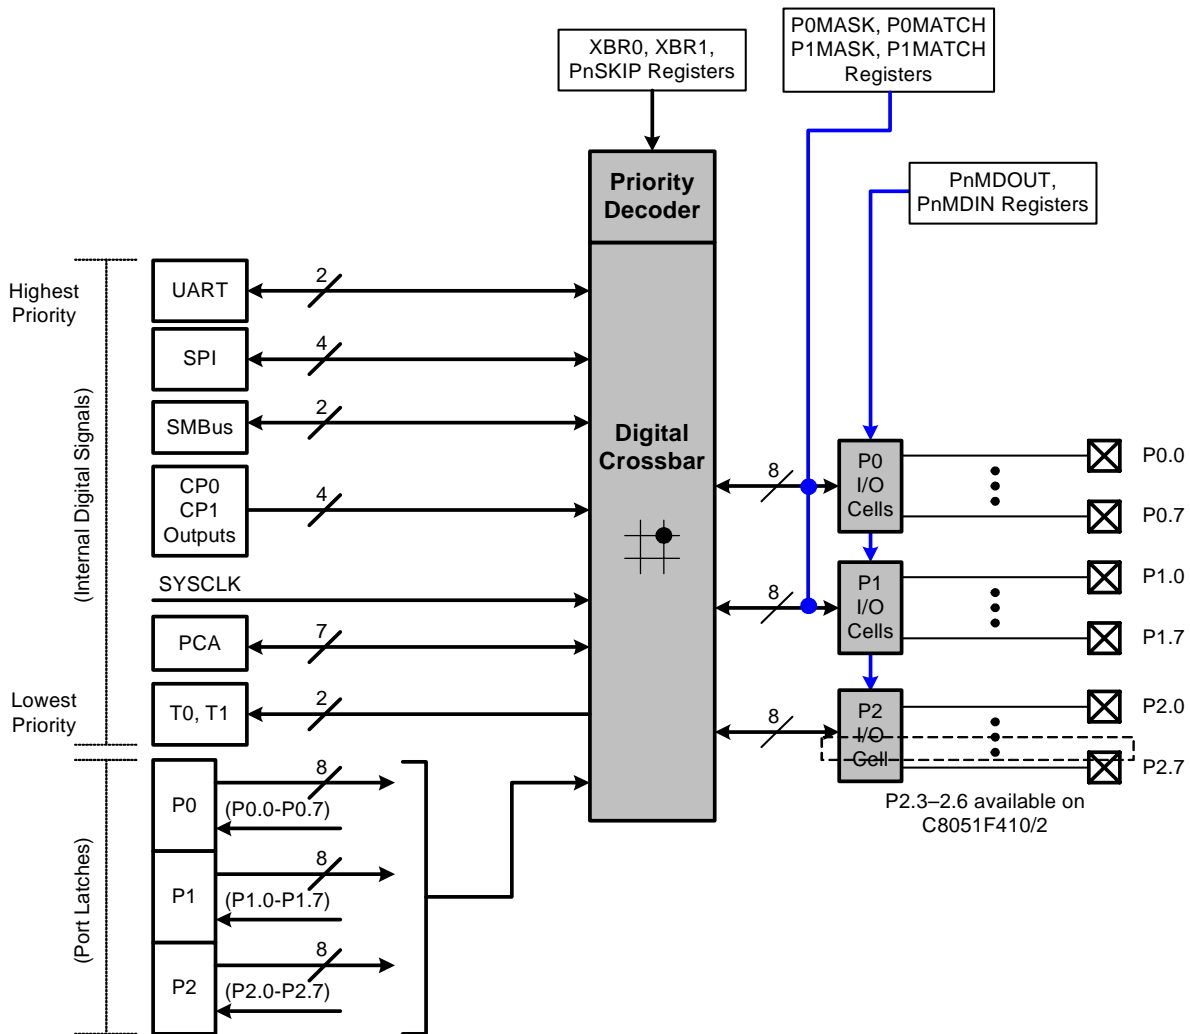 XBR0, XBR1,
PnSKIP Registers
P0MASK, P0MATCH
P1MASK, P1MATCH
Registers
PnMDOUT,
PnMDIN Registers
Priority
Decoder
Digital
Crossbar
Highest
Priority
(Internal Digital Signals)
Lowest
Priority
UART
2
SPI
4
SMBus
2
CP0
CP1
Outputs
4
SYSCLK
PCA
7
T0, T1
2
(Port Latches)
P0
8
(P0.0-P0.7)
P1
8
(P1.0-P1.7)
P2
8
(P2.0-P2.7)
8
P0
I/O
Cells
P0.0
P0.7
8
P1
I/O
Cells
P1.0
P1.7
8
P2
I/O
Cell
P2.0
P2.7
P2.3–2.6 available on
C8051F410/2